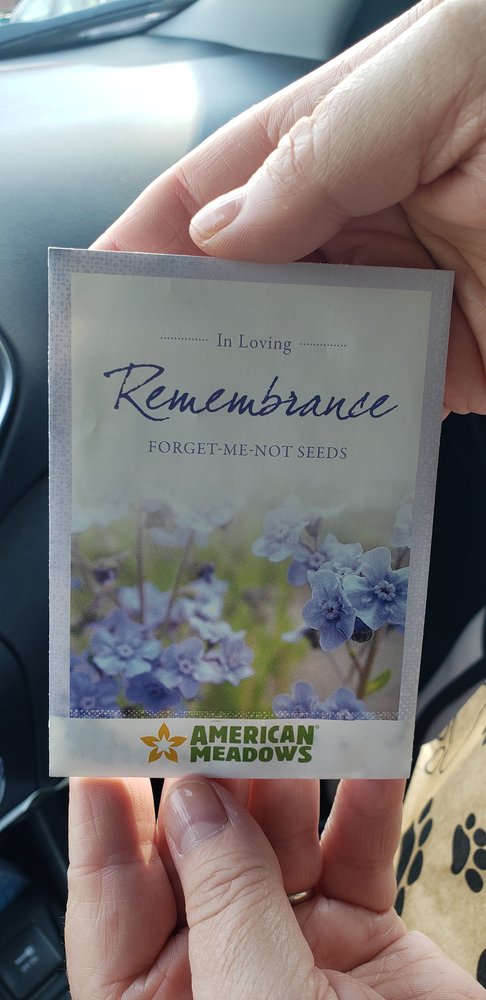 In Loving
Remembrance
FORGET-ME-NOT SEEDS
AMERICAN
MEADOWS®